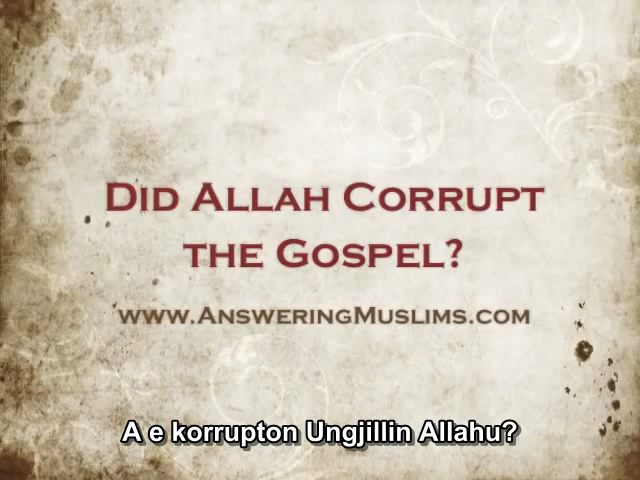 Did Allah Corrupt
the Gospel?
www.AnsweringMuslims.com
A e korrupton Ungjillin Allahu?